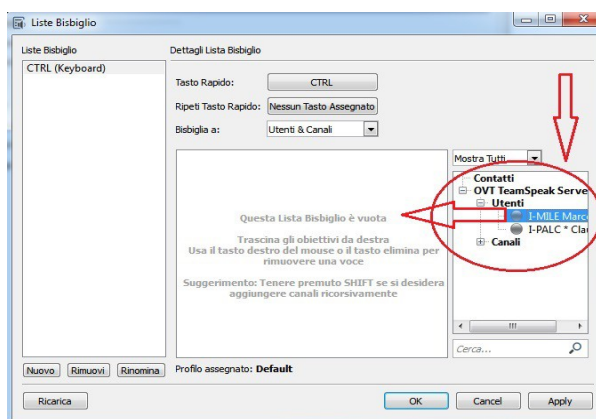 Liste Bisbiglio
Liste Bisbiglio
CTRL (Keyboard)
Dettagli Lista Bisbiglio
Tasto Rapido: CTRL
Ripeti Tasto Rapido: Nessun Tasto Assegnato
Bisbiglia a: Utenti & Canali
Questa Lista Bisbiglio è vuota
Trascina gli obiettivi da destra
Usa il tasto destro del mouse o il tasto elimina per
rimuovere una voce
Suggerimento: Tenere premuto SHIFT se si desidera
aggiungere canali ricorsivamente
Mostra Tutti
Contatti
OVT TeamSpeak Serve
Utenti
I-MILE Marc
I-PALC * Cla
Canali
Cerca...
Nuovo Rimuovi Rinomina
Profilo assegnato: Default
Ricarica OK Cancel Apply